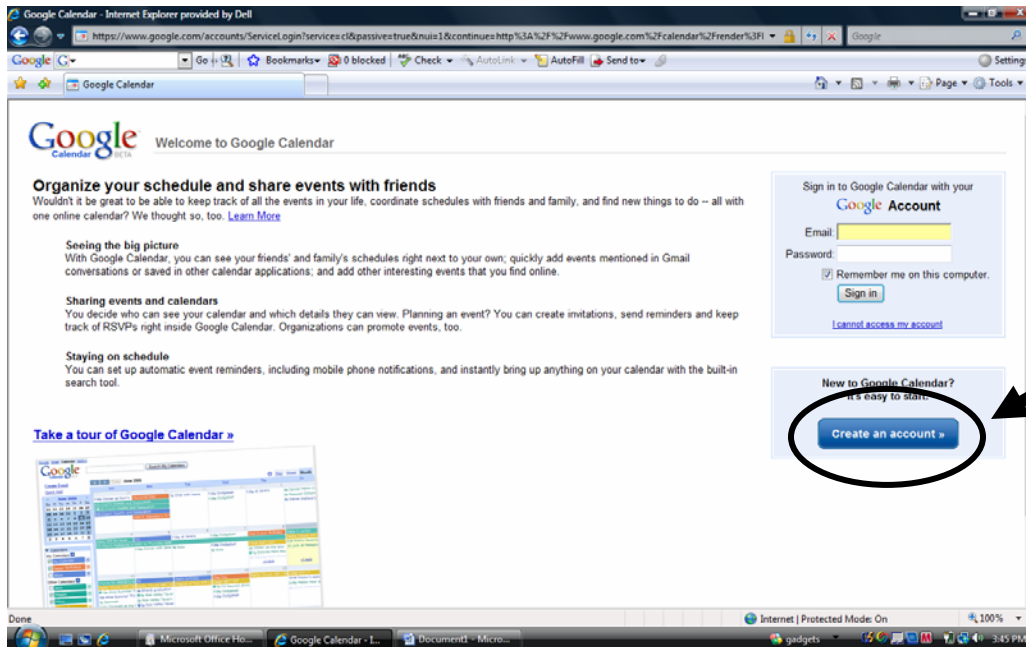 Google Calendar - Internet Explorer provided by Dell
https://www.google.com/accounts/ServiceLogin?service=cl&passive=true&nui=1&continue=http%3A%2F%2Fwww.google.com%2Fcalendar%2Frender%3Fl
Google
Google G Go Bookmarks 0 blocked Check AutoLink AutoFill Send to Settings
Google Calendar Page Tools
Google Calendar BETA
Welcome to Google Calendar
Organize your schedule and share events with friends
Wouldn't it be great to be able to keep track of all the events in your life, coordinate schedules with friends and family, and find new things to do -- all with
one online calendar? We thought so, too. Learn More
Seeing the big picture
With Google Calendar, you can see your friends' and family's schedules right next to your own; quickly add events mentioned in Gmail
conversations or saved in other calendar applications; and add other interesting events that you find online.
Sharing events and calendars
You decide who can see your calendar and which details they can view. Planning an event? You can create invitations, send reminders and keep
track of RSVPs right inside Google Calendar. Organizations can promote events, too.
Staying on schedule
You can set up automatic event reminders, including mobile phone notifications, and instantly bring up anything on your calendar with the built-in
search tool.
Take a tour of Google Calendar »
Google
Sign in to Google Calendar with your
Google Account
Email:
Password:
Remember me on this computer.
Sign in
I cannot access my account
New to Google Calendar?
It's easy to start.
Create an account »
Done
Internet | Protected Mode: On 100%
Microsoft Office Ho... Google Calendar - I... Document1 - Micro... gadgets 3:45 PM